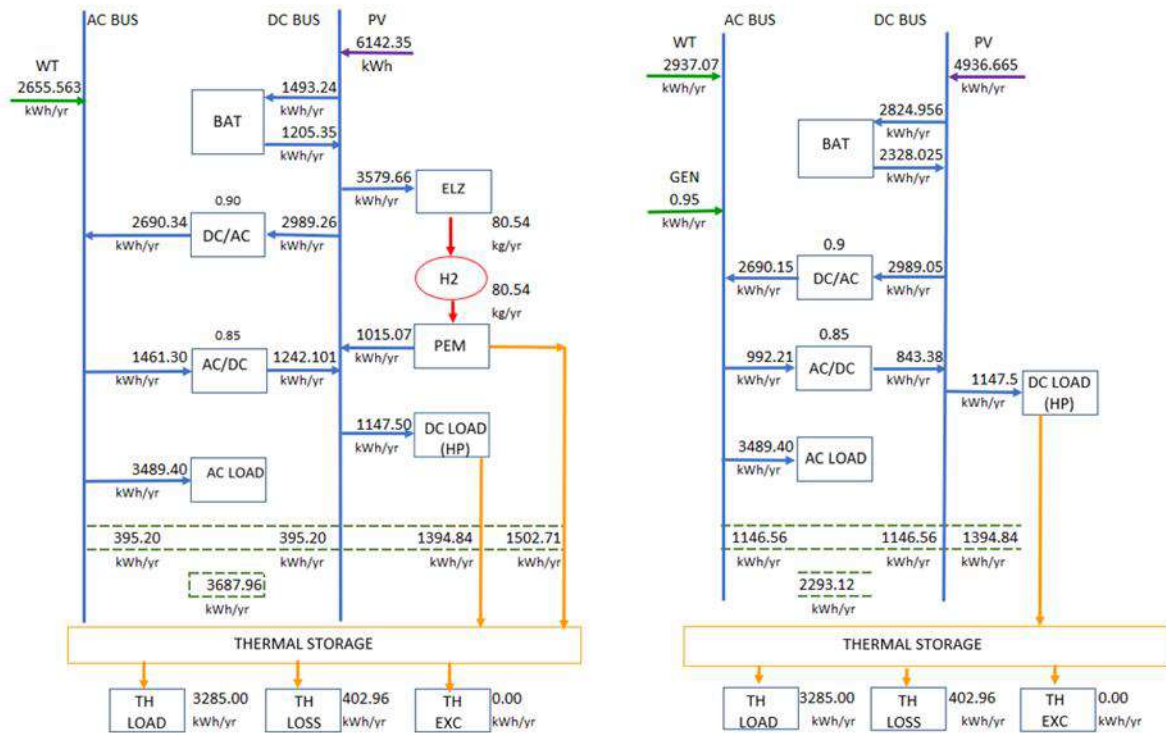 AC BUS DC BUS PV
6142.35
kWh
WT
2655.563
kWh/yr
1493.24
kWh/yr
BAT
1205.35
kWh/yr
3579.66
kWh/yr
ELZ
80.54
kg/yr
0.90
2690.34
kWh/yr
DC/AC
2989.26
kWh/yr
H2
80.54
kg/yr
1015.07
kWh/yr
PEM
0.85
1461.30
kWh/yr
AC/DC
1242.101
kWh/yr
1147.50
kWh/yr
DC LOAD
(HP)
3489.40
kWh/yr
AC LOAD
395.20 395.20 1394.84 1502.71
kWh/yr kWh/yr kWh/yr kWh/yr
3687.96
kWh/yr
THERMAL STORAGE
TH
LOAD
3285.00
kWh/yr
TH
LOSS
402.96
kWh/yr
TH
EXC
0.00
kWh/yr
AC BUS DC BUS
WT
2937.07
kWh/yr
PV
4936.665
kWh/yr
2824.956
kWh/yr
BAT
2328.025
kWh/yr
GEN
0.95
kWh/yr
0.9
2690.15
kWh/yr
DC/AC
2989.05
kWh/yr
0.85
992.21
kWh/yr
AC/DC
843.38
kWh/yr
1147.5
kWh/yr
DC LOAD
(HP)
3489.40
kWh/yr
AC LOAD
1146.56 1146.56 1394.84
kWh/yr kWh/yr kWh/yr
2293.12
kWh/yr
THERMAL STORAGE
TH
LOAD
3285.00
kWh/yr
TH
LOSS
402.96
kWh/yr
TH
EXC
0.00
kWh/yr